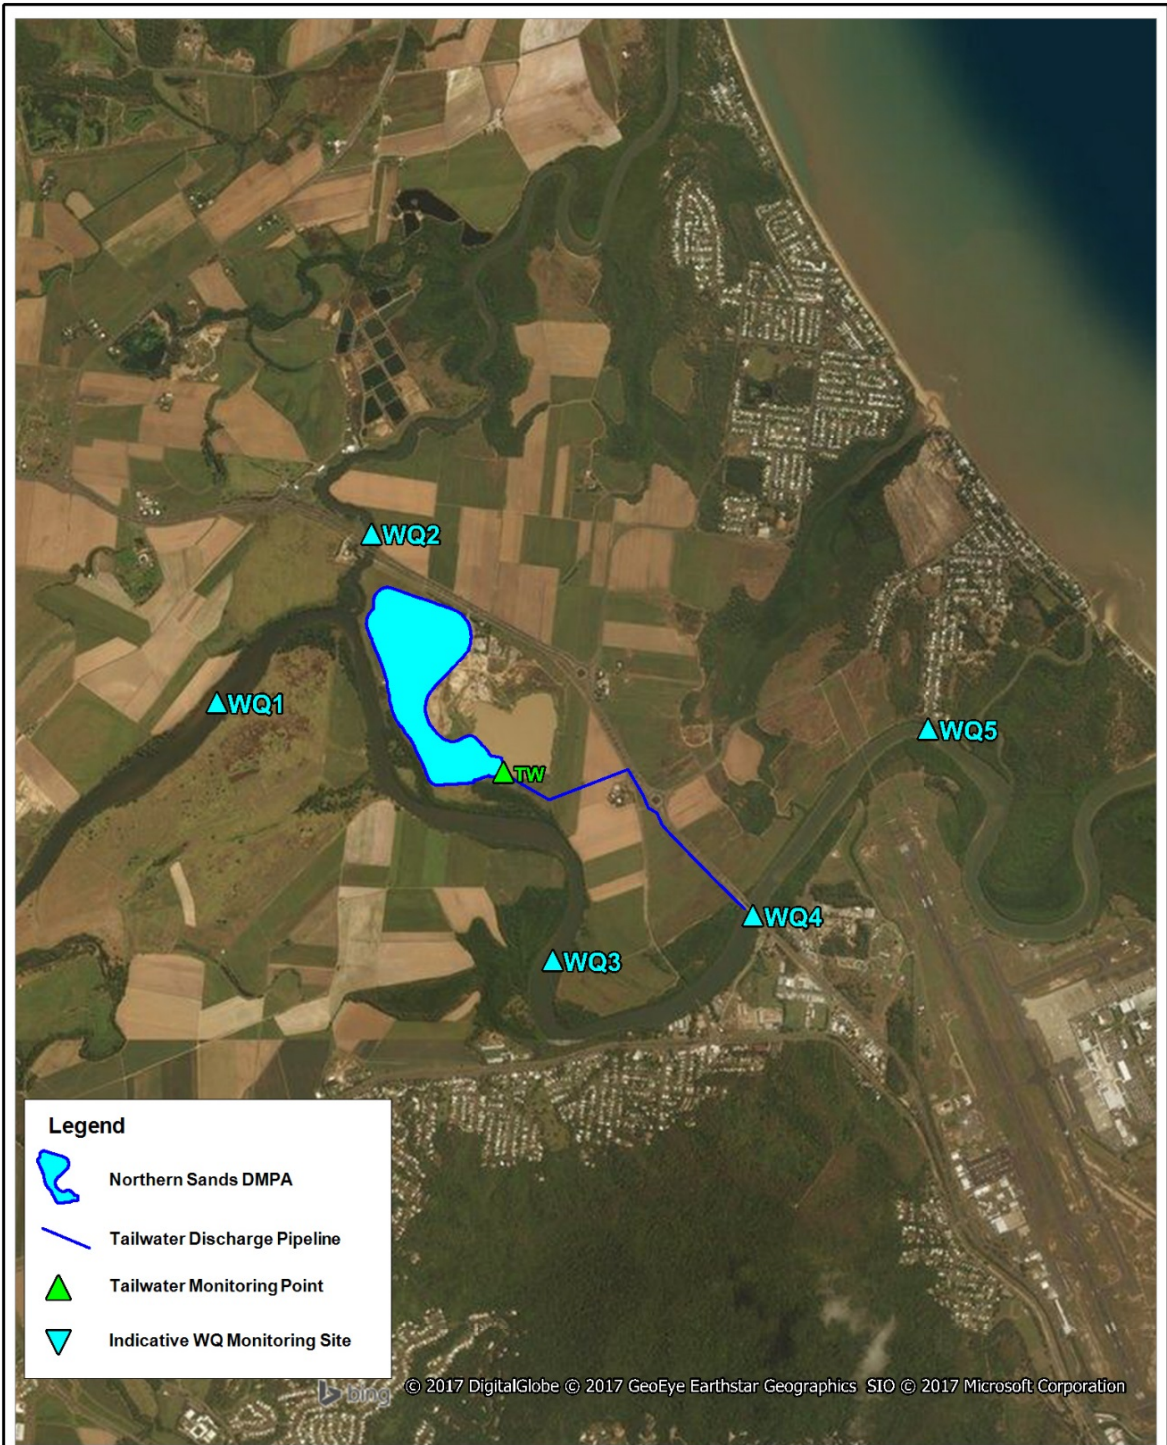 WQ2
WQ1
WQ5
TW
WQ4
WQ3
Legend
Northern Sands DMPA
Tailwater Discharge Pipeline
Tailwater Monitoring Point
Indicative WQ Monitoring Site
bing © 2017 DigitalGlobe © 2017 GeoEye Earthstar Geographics SIO © 2017 Microsoft Corporation